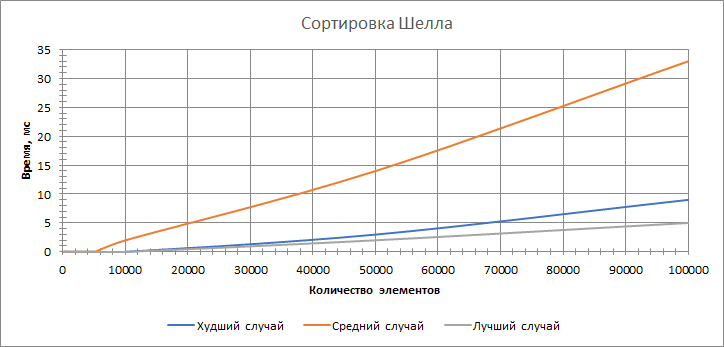 Сортировка Шелла
35
30
25
20
15
10
5
0
Время, мс
0 10000 20000 30000 40000 50000 60000 70000 80000 90000 100000
Количество элементов
Худший случай Средний случай Лучший случай